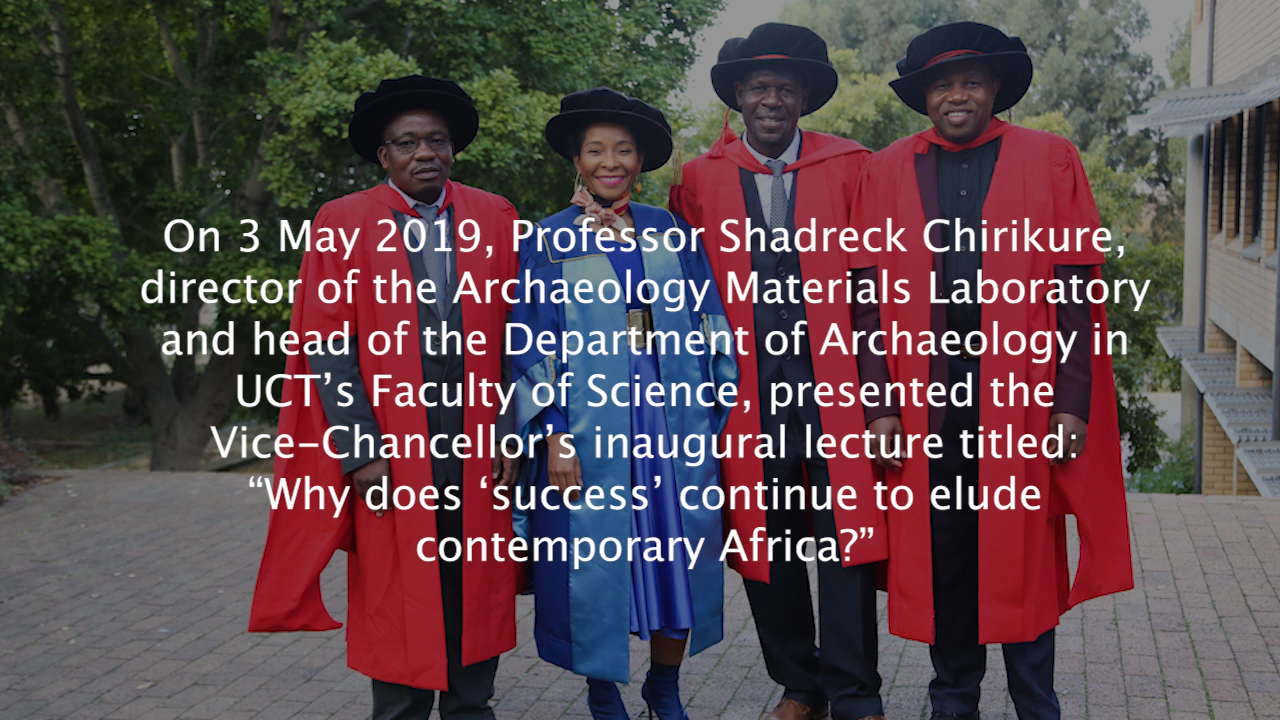 On 3 May 2019, Professor Shadreck Chirikure,
director of the Archaeology Materials Laboratory
and head of the Department of Archaeology in
UCT’s Faculty of Science, presented the
Vice-Chancellor’s inaugural lecture titled:
“Why does ‘success’ continue to elude
contemporary Africa?”